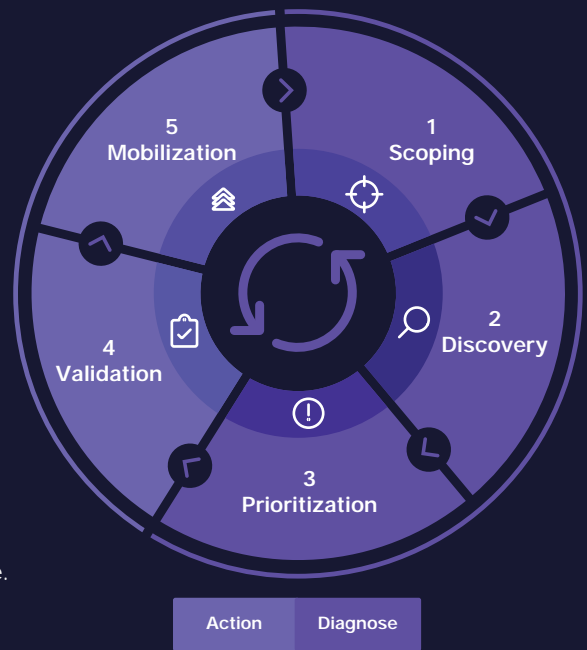 1
Scoping
2
Discovery
3
Prioritization
4
Validation
5
Mobilization
Action
Diagnose